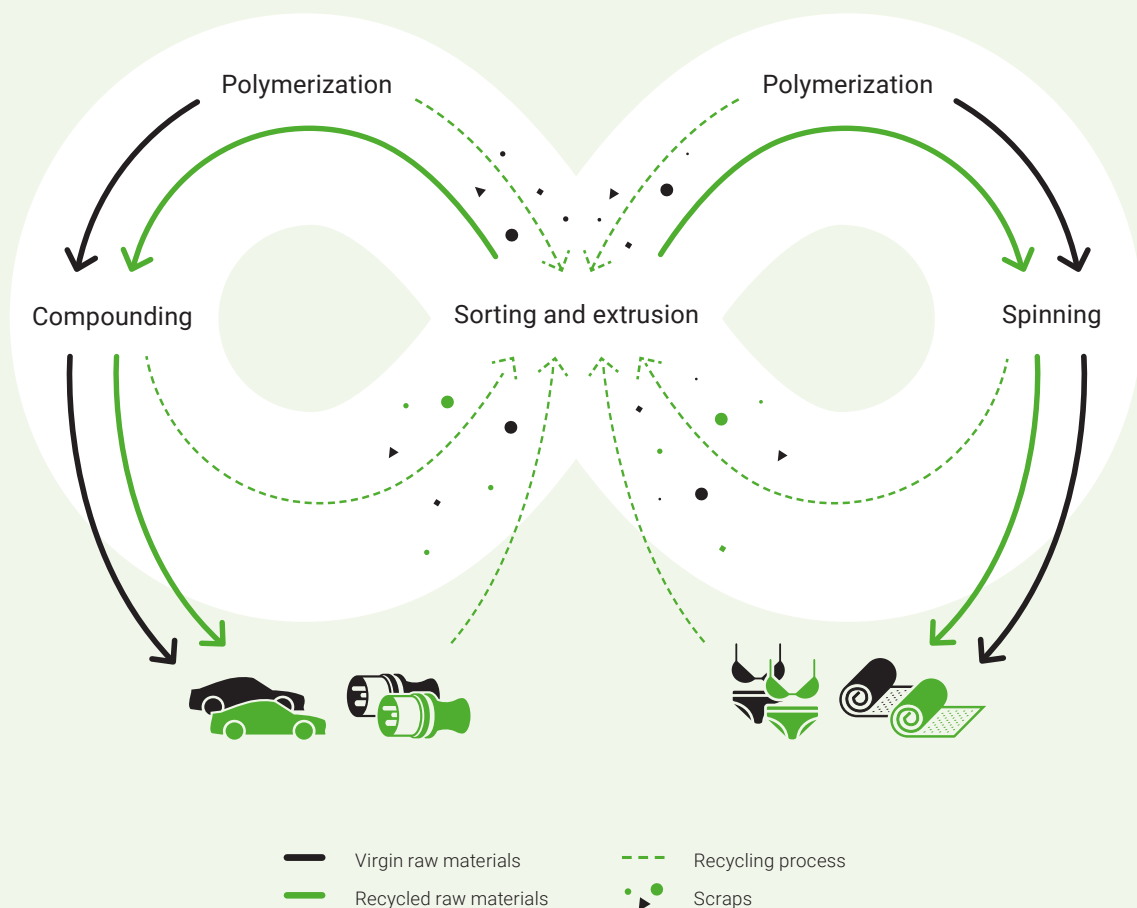 Polymerization
Polymerization
Compounding
Sorting and extrusion
Spinning
Virgin raw materials
Recycling process
Recycled raw materials
Scraps